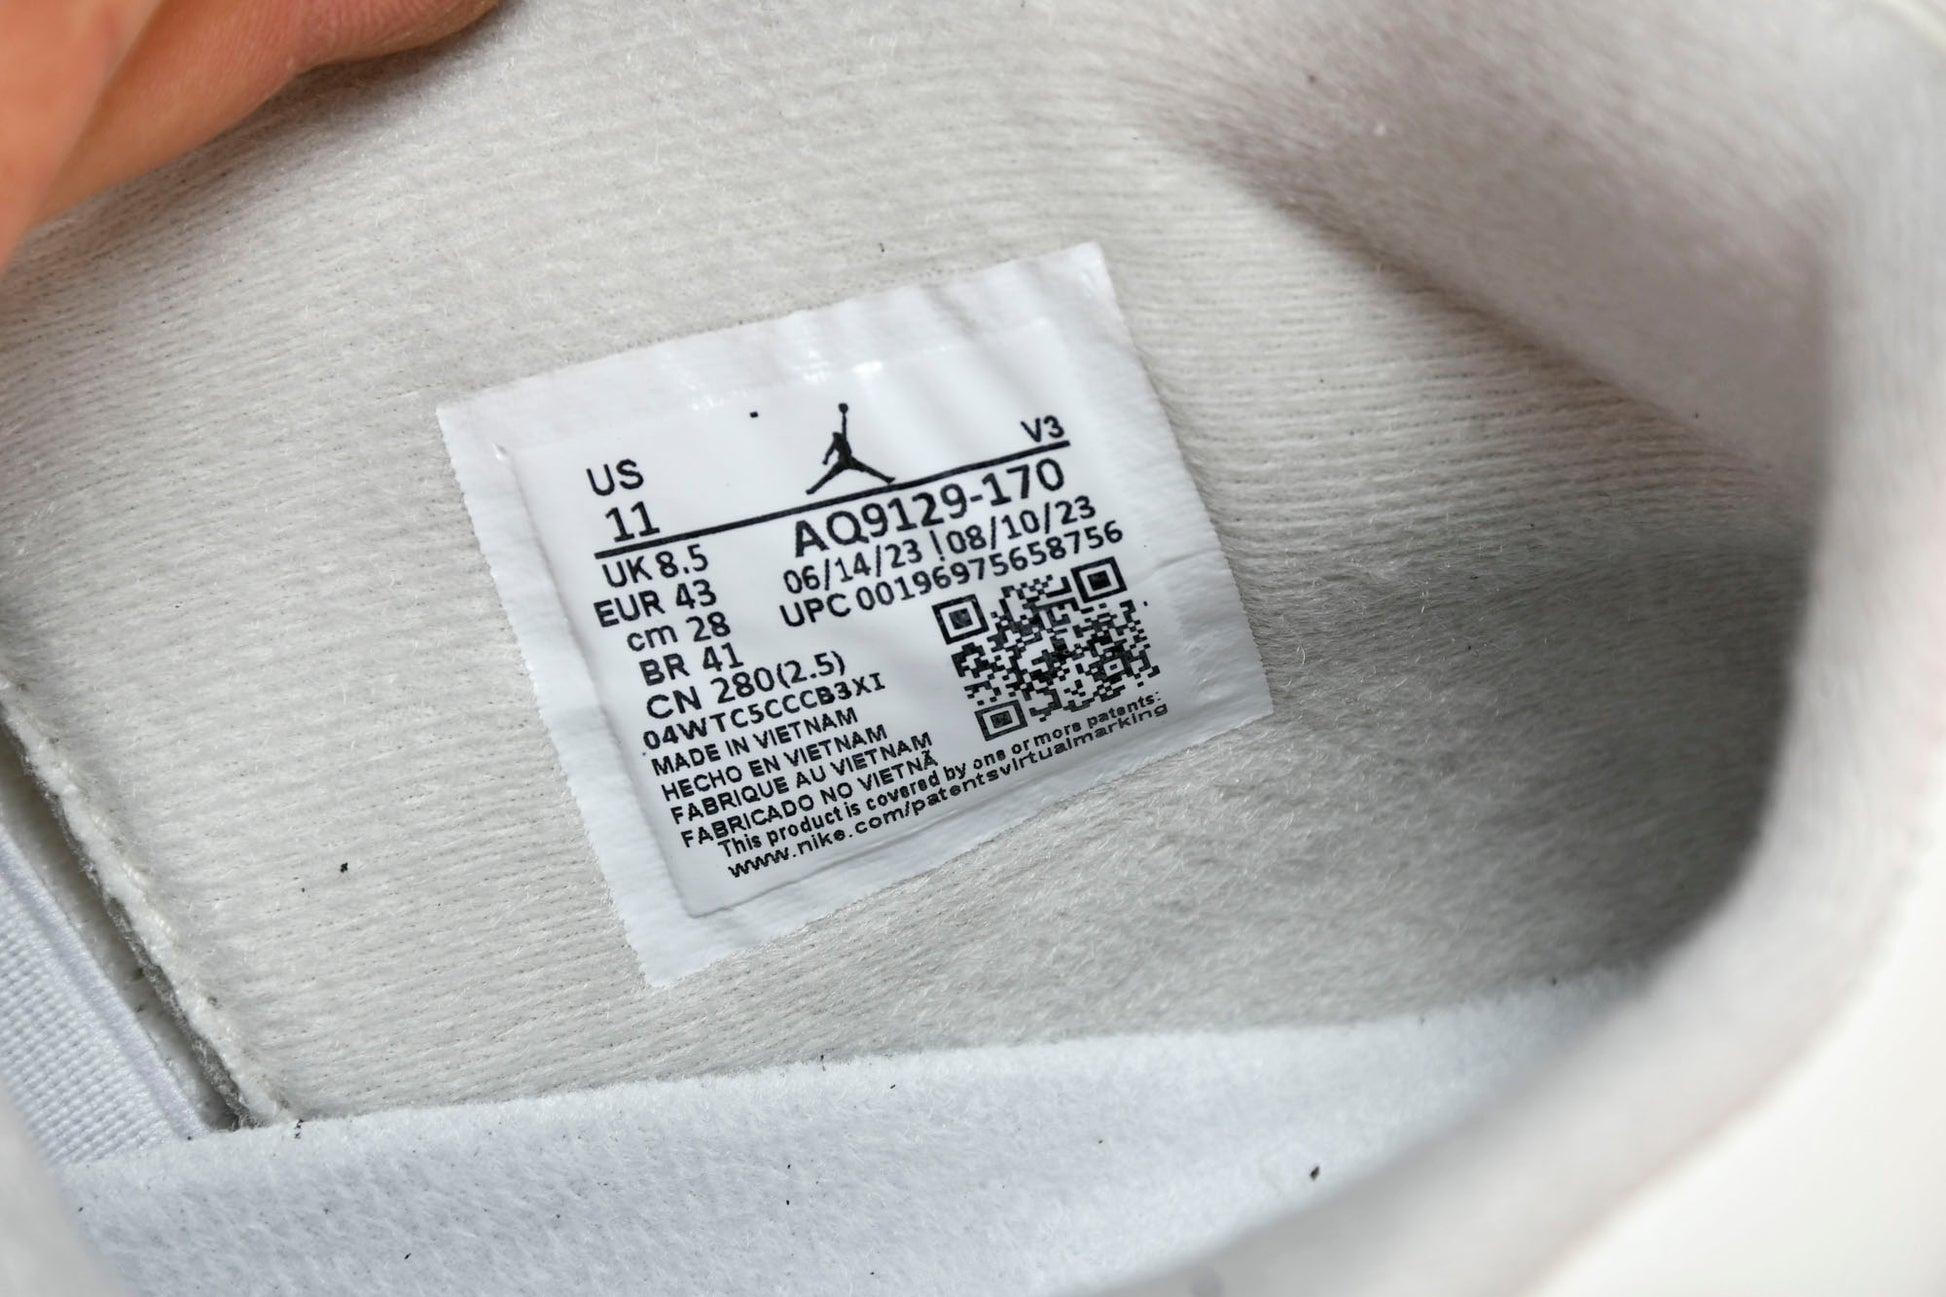 US
11
V3
AQ9129-170
06/14/23 | 08/10/23
UPC 00196975658756
UK 8.5
EUR 43
cm 28
BR 41
CN 280(2.5)
04WTC5CCCB3XI
MADE IN VIETNAM
HECHO EN VIETNAM
FABRIQUE AU VIETNAM
FABRICADO NO VIETNÃ
This product is covered by one or more patents:
www.nike.com/patentsvirtualmarking